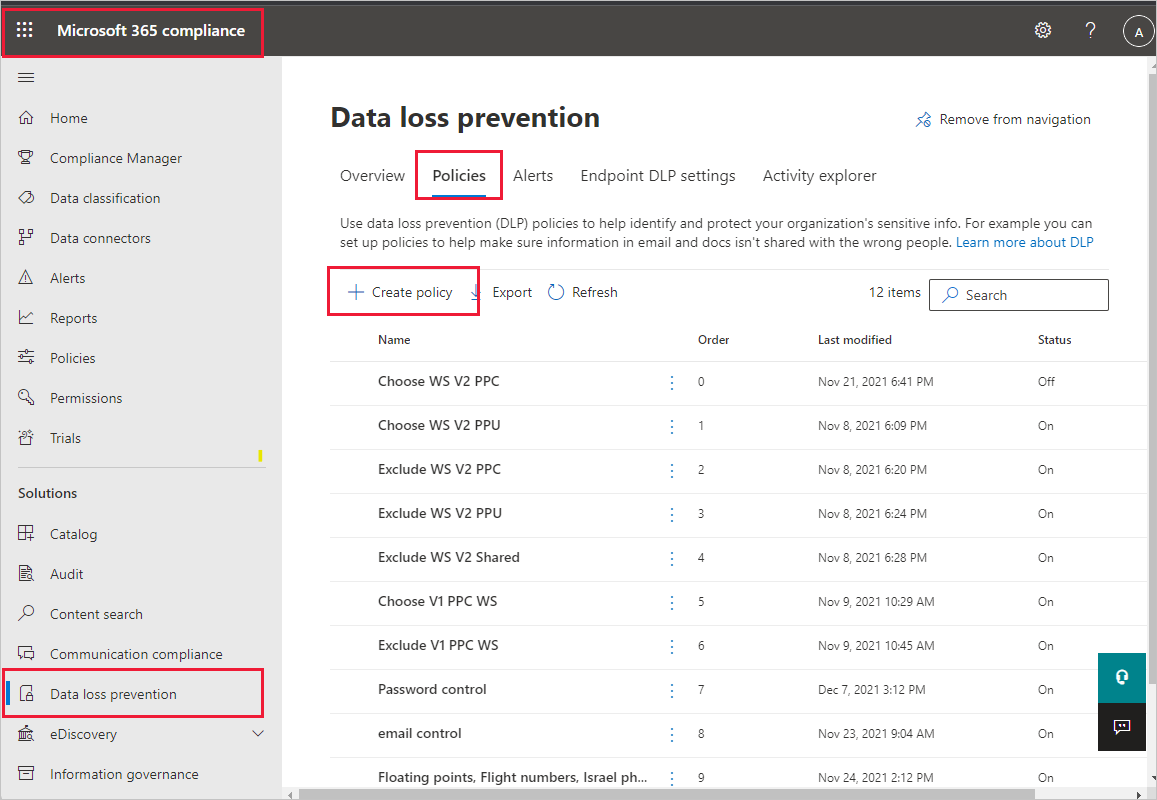 Microsoft 365 compliance
?
A
Home
Compliance Manager
Data classification
Data connectors
Alerts
Reports
Policies
Permissions
Trials
Solutions
Catalog
Audit
Content search
Communication compliance
Data loss prevention
eDiscovery
Information governance
Data loss prevention
Remove from navigation
Overview Policies Alerts Endpoint DLP settings Activity explorer
Use data loss prevention (DLP) policies to help identify and protect your organization's sensitive info. For example you can
set up policies to help make sure information in email and docs isn't shared with the wrong people. Learn more about DLP
Create policy Export Refresh 12 items Search
Name Order Last modified Status
Choose WS V2 PPC 0 Nov 21, 2021 6:41 PM Off
Choose WS V2 PPU 1 Nov 8, 2021 6:09 PM On
Exclude WS V2 PPC 2 Nov 8, 2021 6:20 PM On
Exclude WS V2 PPU 3 Nov 8, 2021 6:24 PM On
Exclude WS V2 Shared 4 Nov 8, 2021 6:28 PM On
Choose V1 PPC WS 5 Nov 9, 2021 10:29 AM On
Exclude V1 PPC WS 6 Nov 9, 2021 10:45 AM On
Password control 7 Dec 7, 2021 3:12 PM On
email control 8 Nov 23, 2021 9:04 AM On
Floating points, Flight numbers, Israel ph... 9 Nov 24, 2021 2:12 PM On